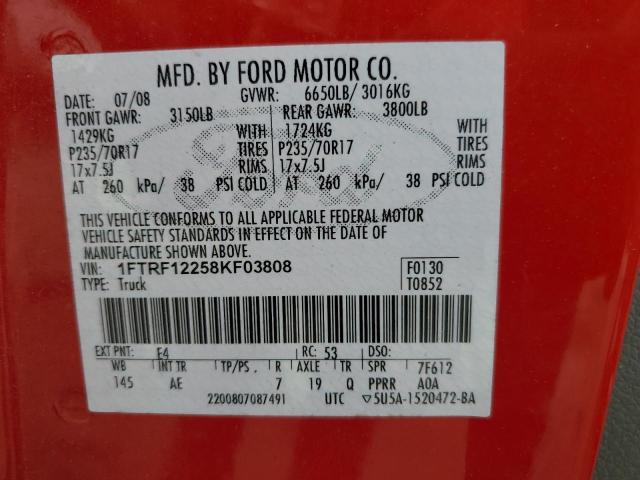 MFD. BY FORD MOTOR CO.
DATE: 07/08 GVWR: 6650LB/ 3016KG
FRONT GAWR: 3150LB REAR GAWR: 3800LB
1429KG WITH 1724KG WITH
P235/70R17 TIRES P235/70R17 TIRES
17x7.5J RIMS 17x7.5J RIMS
AT 260 kPa/ 38 PSI COLD AT 260 kPa/ 38 PSI COLD
THIS VEHICLE CONFORMS TO ALL APPLICABLE FEDERAL MOTOR
VEHICLE SAFETY STANDARDS IN EFFECT ON THE DATE OF
MANUFACTURE SHOWN ABOVE.
VIN: 1FTRF12258KF03808 F0130
TYPE: Truck T0852
EXT PNT: E4 RC: 53 DSO:
WB INT TR TP/PS R AXLE TR SPR 7F612
145 AE 7 19 Q PPRR A0A
2200807087491 UTC ▽5U5A-1520472-BA
Ford